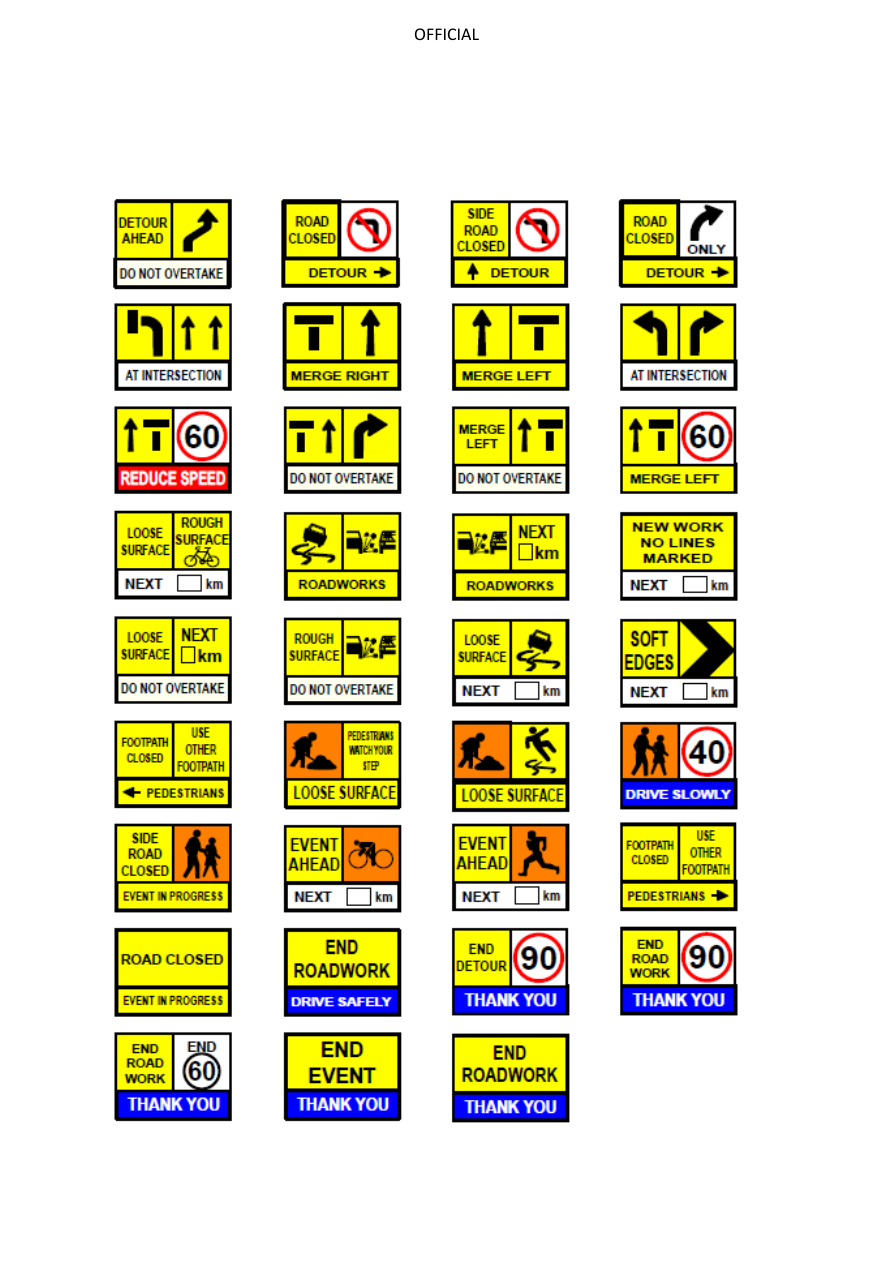 OFFICIAL
DETOUR
AHEAD
DO NOT OVERTAKE
ROAD
CLOSED
DETOUR
SIDE
ROAD
CLOSED
DETOUR
ROAD
CLOSED
ONLY
DETOUR
AT INTERSECTION
MERGE RIGHT
MERGE LEFT
AT INTERSECTION
60
REDUCE SPEED
DO NOT OVERTAKE
MERGE
LEFT
DO NOT OVERTAKE
60
MERGE LEFT
LOOSE
SURFACE
ROUGH
SURFACE
NEXT km
ROADWORKS
NEXT
km
ROADWORKS
NEW WORK
NO LINES
MARKED
NEXT km
LOOSE
SURFACE
NEXT
km
DO NOT OVERTAKE
ROUGH
SURFACE
DO NOT OVERTAKE
LOOSE
SURFACE
NEXT km
SOFT
EDGES
NEXT km
FOOTPATH
CLOSED
USE
OTHER
FOOTPATH
PEDESTRIANS
PEDESTRIANS
WATCH YOUR
STEP
LOOSE SURFACE
LOOSE SURFACE
40
DRIVE SLOWLY
SIDE
ROAD
CLOSED
EVENT IN PROGRESS
EVENT
AHEAD
NEXT km
EVENT
AHEAD
NEXT km
FOOTPATH
CLOSED
USE
OTHER
FOOTPATH
PEDESTRIANS
ROAD CLOSED
EVENT IN PROGRESS
END
ROADWORK
DRIVE SAFELY
END
DETOUR
90
THANK YOU
END
ROAD
WORK
90
THANK YOU
END
ROAD
WORK
END
60
THANK YOU
END
EVENT
THANK YOU
END
ROADWORK
THANK YOU